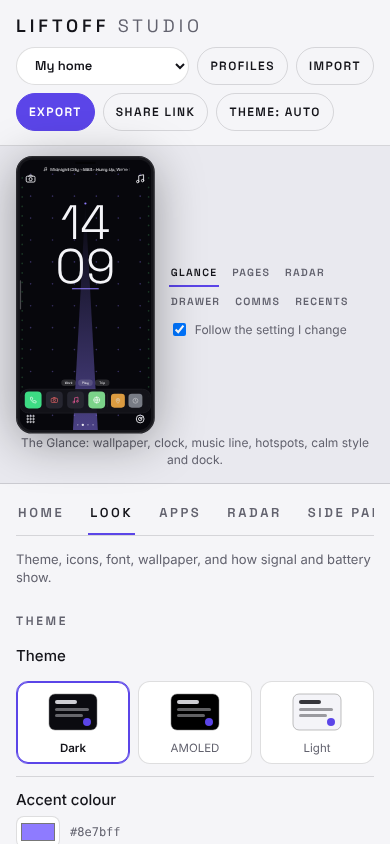 LIFTOFF STUDIO
My home
PROFILES
IMPORT
EXPORT
SHARE LINK
THEME: AUTO
14
09
GLANCE PAGES RADAR
DRAWER COMMS RECENTS
Follow the setting I change
The Glance: wallpaper, clock, music line, hotspots, calm style
and dock.
HOME LOOK APPS RADAR SIDE PA
Theme, icons, font, wallpaper, and how signal and battery
show.
THEME
Theme
Dark
AMOLED
Light
Accent colour
#8e7bff